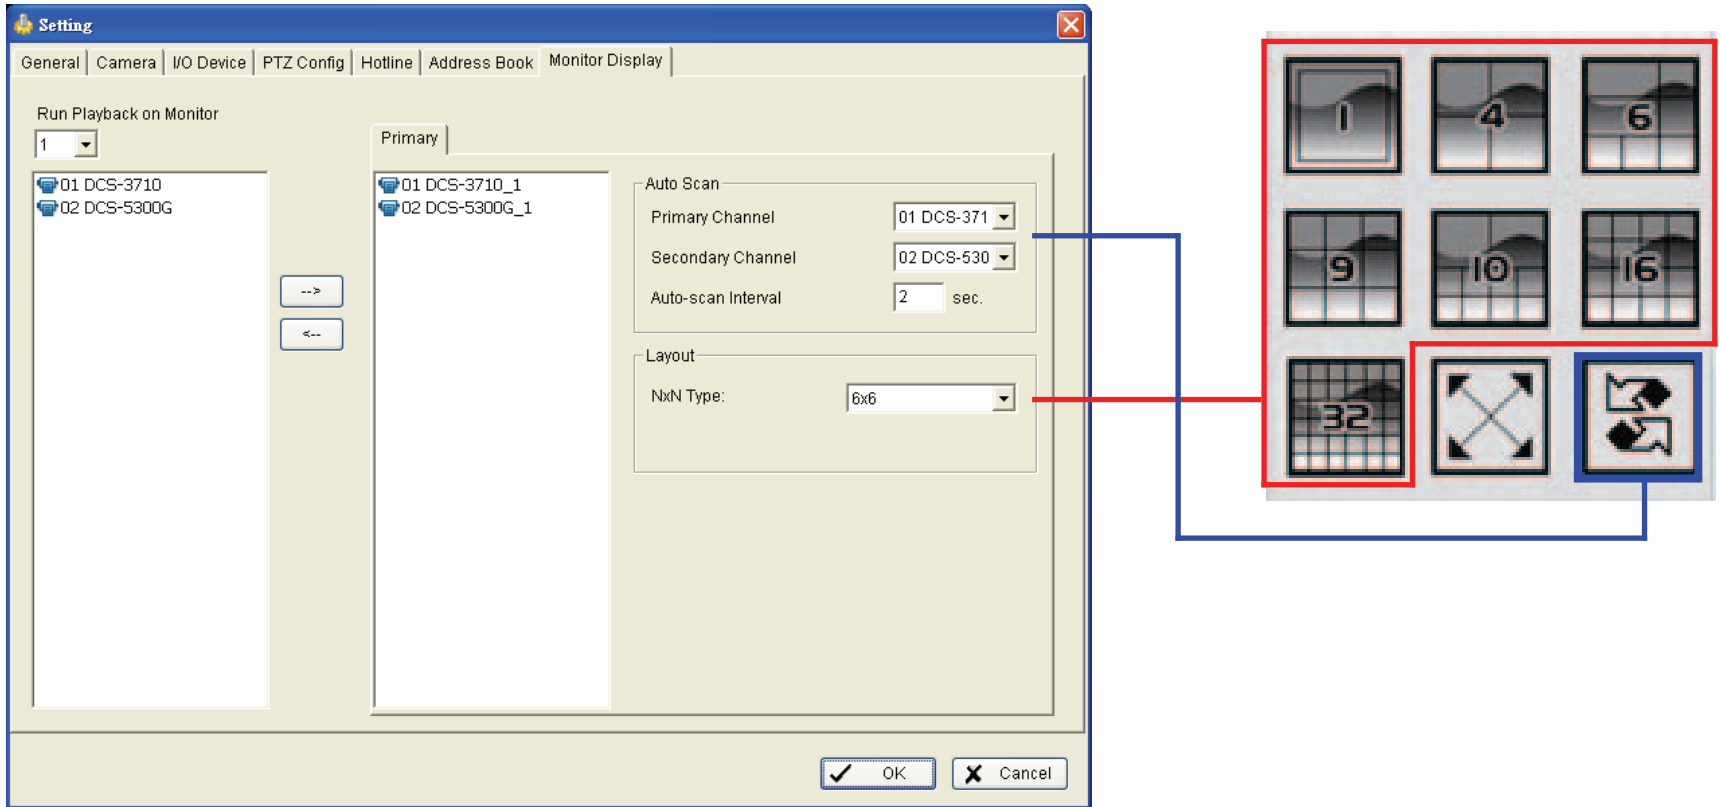 Setting
General
Camera
I/O Device
PTZ Config
Hotline
Address Book
Monitor Display
Run Playback on Monitor
1
01 DCS-3710
02 DCS-5300G
-->
<--
Primary
01 DCS-3710_1
02 DCS-5300G_1
Auto Scan
Primary Channel
01 DCS-371
Secondary Channel
02 DCS-530
Auto-scan Interval
2 sec.
Layout
NxN Type:
6x6
OK
Cancel
1 4 6
9 10 16
32